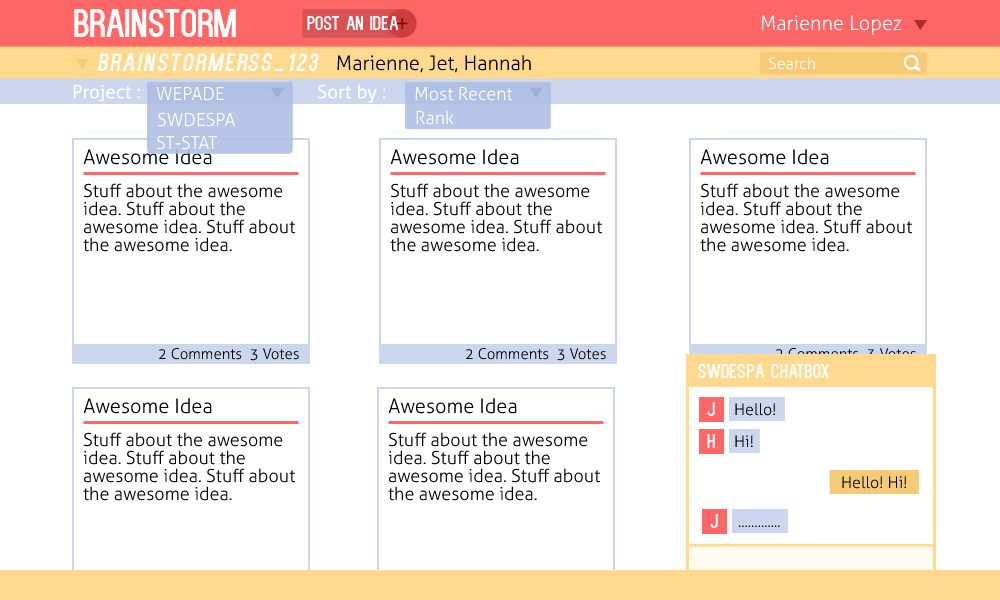 BRAINSTORM
POST AN IDEA+
Marienne Lopez
BRAINSTORMERSS_123
Marienne, Jet, Hannah
Search
Project :
WEPADE
SWDESPA
ST-STAT
Sort by :
Most Recent
Rank
Awesome Idea
Stuff about the awesome
idea. Stuff about the
awesome idea. Stuff about
the awesome idea.
2 Comments  3 Votes
Awesome Idea
Stuff about the awesome
idea. Stuff about the
awesome idea. Stuff about
the awesome idea.
2 Comments  3 Votes
Awesome Idea
Stuff about the awesome
idea. Stuff about the
awesome idea. Stuff about
the awesome idea.
2 Comments  3 Votes
Awesome Idea
Stuff about the awesome
idea. Stuff about the
awesome idea. Stuff about
the awesome idea.
Awesome Idea
Stuff about the awesome
idea. Stuff about the
awesome idea. Stuff about
the awesome idea.
SWDESPA CHATBOX
J Hello!
H Hi!
Hello! Hi!
J .............